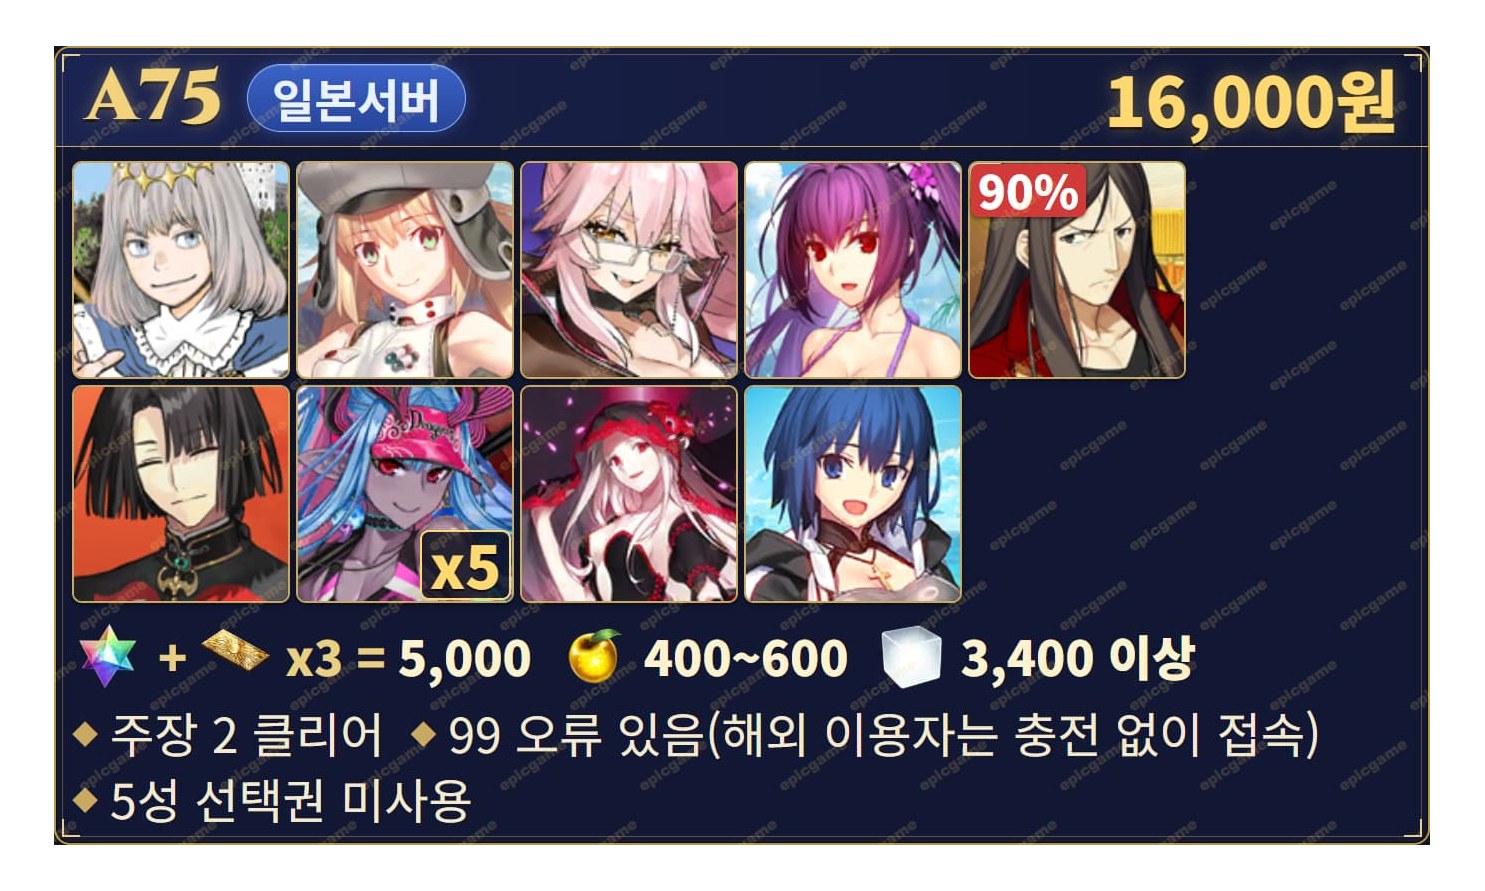 A75 일본서버 16,000원
90%
x5
+ x3 = 5,000 400~600 3,400 이상
◆ 주장 2 클리어 ◆ 99 오류 있음(해외 이용자는 충전 없이 접속)
◆ 5성 선택권 미사용
epicgame